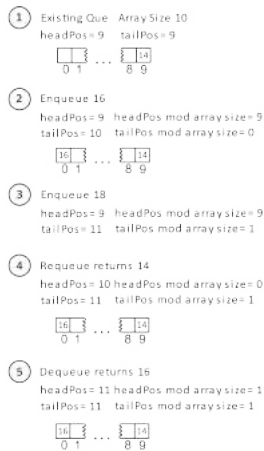 1 Existing Que Array Size 10
headPos= 9 tailPos= 9
14
0 1 ... 8 9
2 Enqueue 16
headPos= 9 headPos mod array size= 9
tailPos= 10 tailPos mod array size= 0
16 ... 14
0 1 8 9
3 Enqueue 18
headPos= 9 headPos mod array size= 9
tailPos= 11 tailPos mod array size= 1
4 Requeue returns 14
headPos= 10 headPos mod array size= 0
tailPos= 11 tailPos mod array size= 1
16 ... 14
0 1 8 9
5 Dequeue returns 16
headPos= 11 headPos mod array size= 1
tailPos= 11 tailPos mod array size= 1
16 ... 14
0 1 8 9